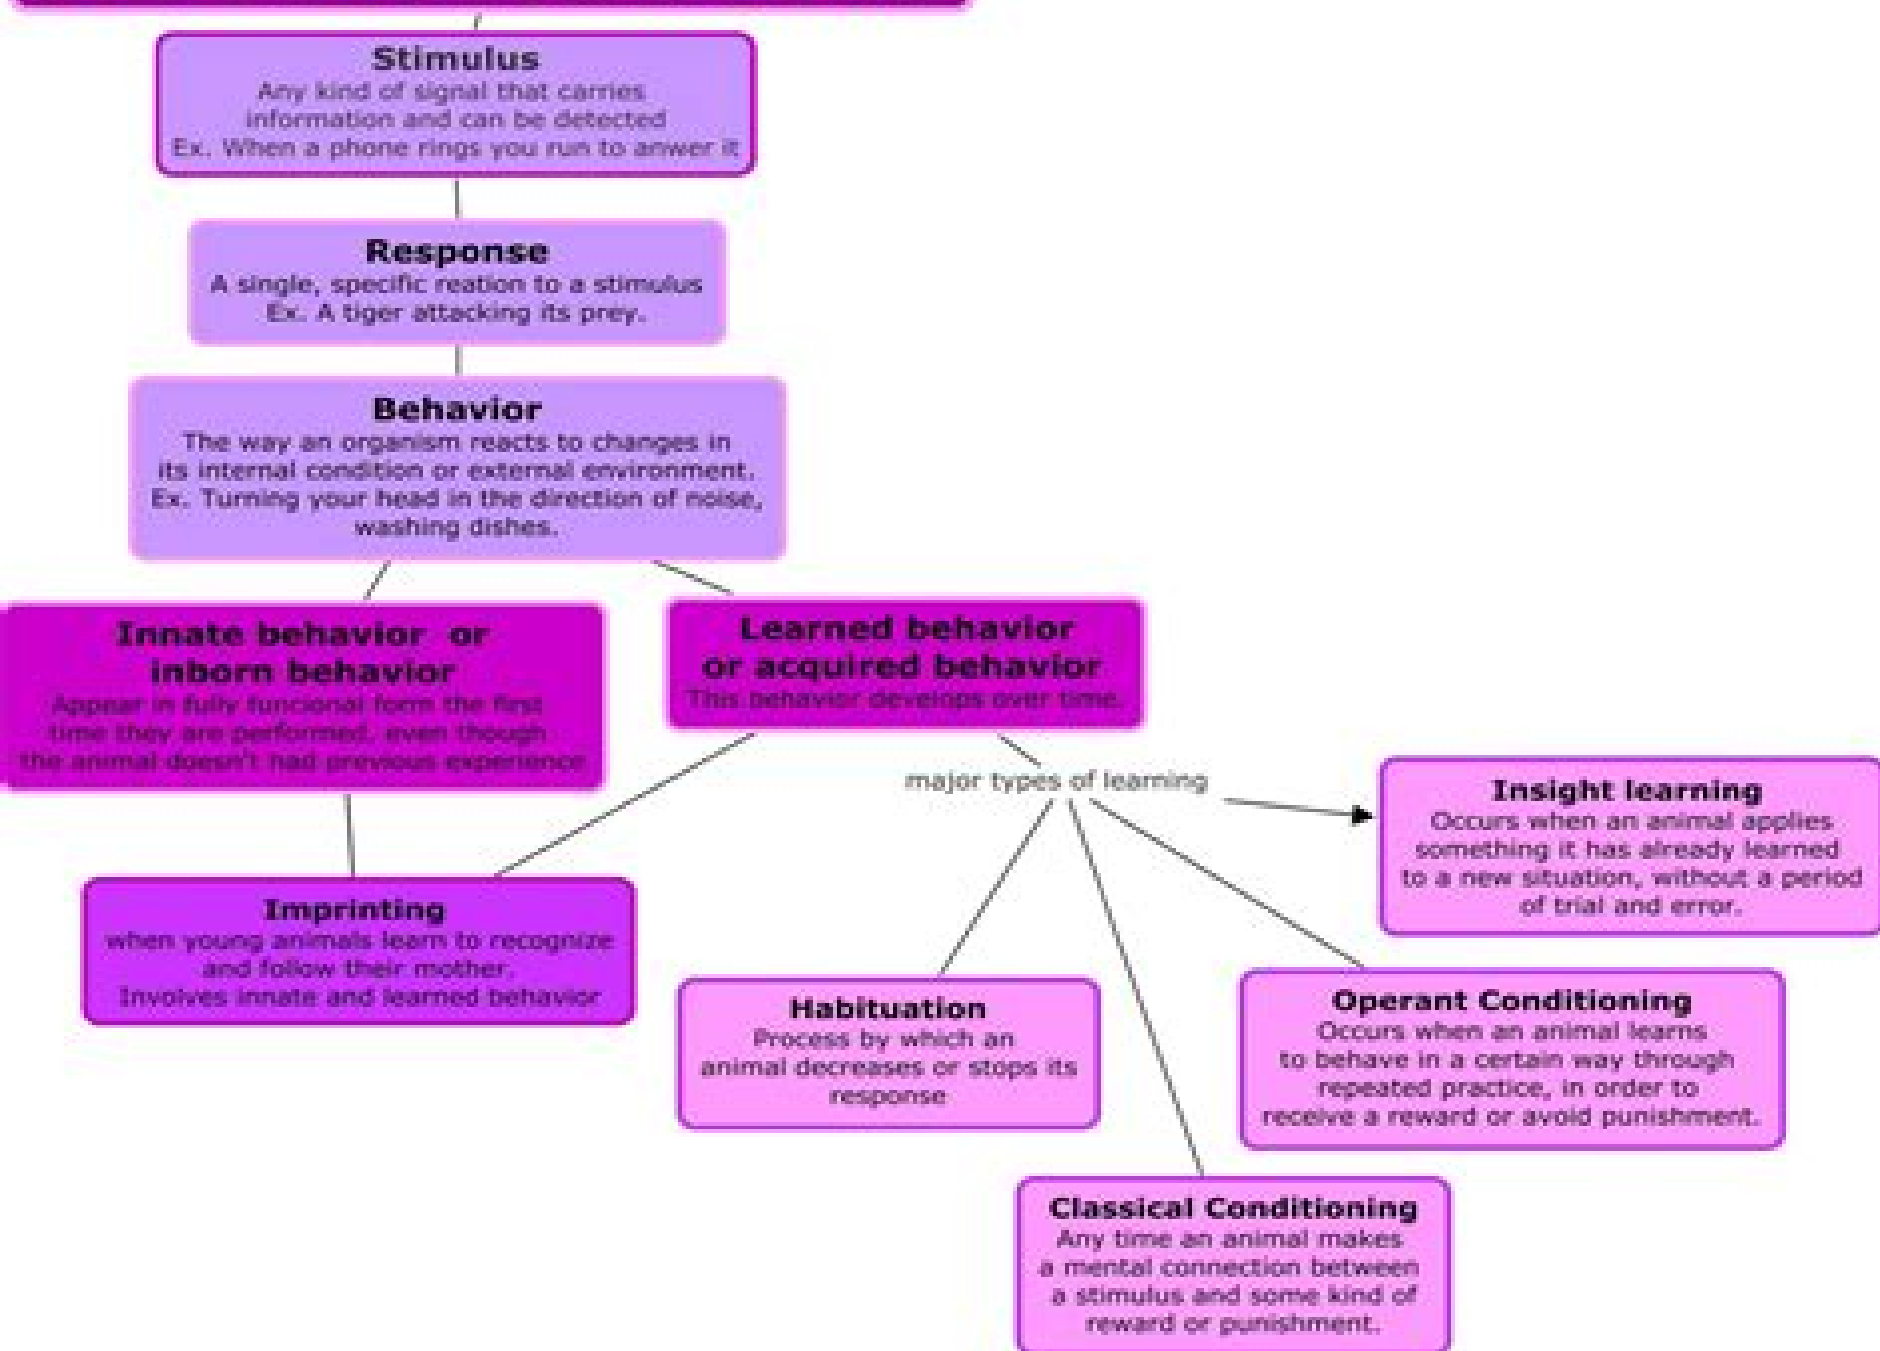 Stimulus
Any kind of signal that carries
information and can be detected
Ex. When a phone rings you run to anwer it
Response
A single, specific reation to a stimulus
Ex. A tiger attacking its prey.
Behavior
The way an organism reacts to changes in
its internal condition or external environment.
Ex. Turning your head in the direction of noise,
washing dishes.
Innate behavior or
inborn behavior
Appear in fully funcional form the first
time they are performed, even though
the animal doesn't had previous experience
Learned behavior
or acquired behavior
This behavior develops over time.
major types of learning
Insight learning
Occurs when an animal applies
something it has already learned
to a new situation, without a period
of trial and error.
Imprinting
when young animals learn to recognize
and follow their mother.
Involves innate and learned behavior
Habituation
Process by which an
animal decreases or stops its
response
Operant Conditioning
Occurs when an animal learns
to behave in a certain way through
repeated practice, in order to
receive a reward or avoid punishment.
Classical Conditioning
Any time an animal makes
a mental connection between
a stimulus and some kind of
reward or punishment.